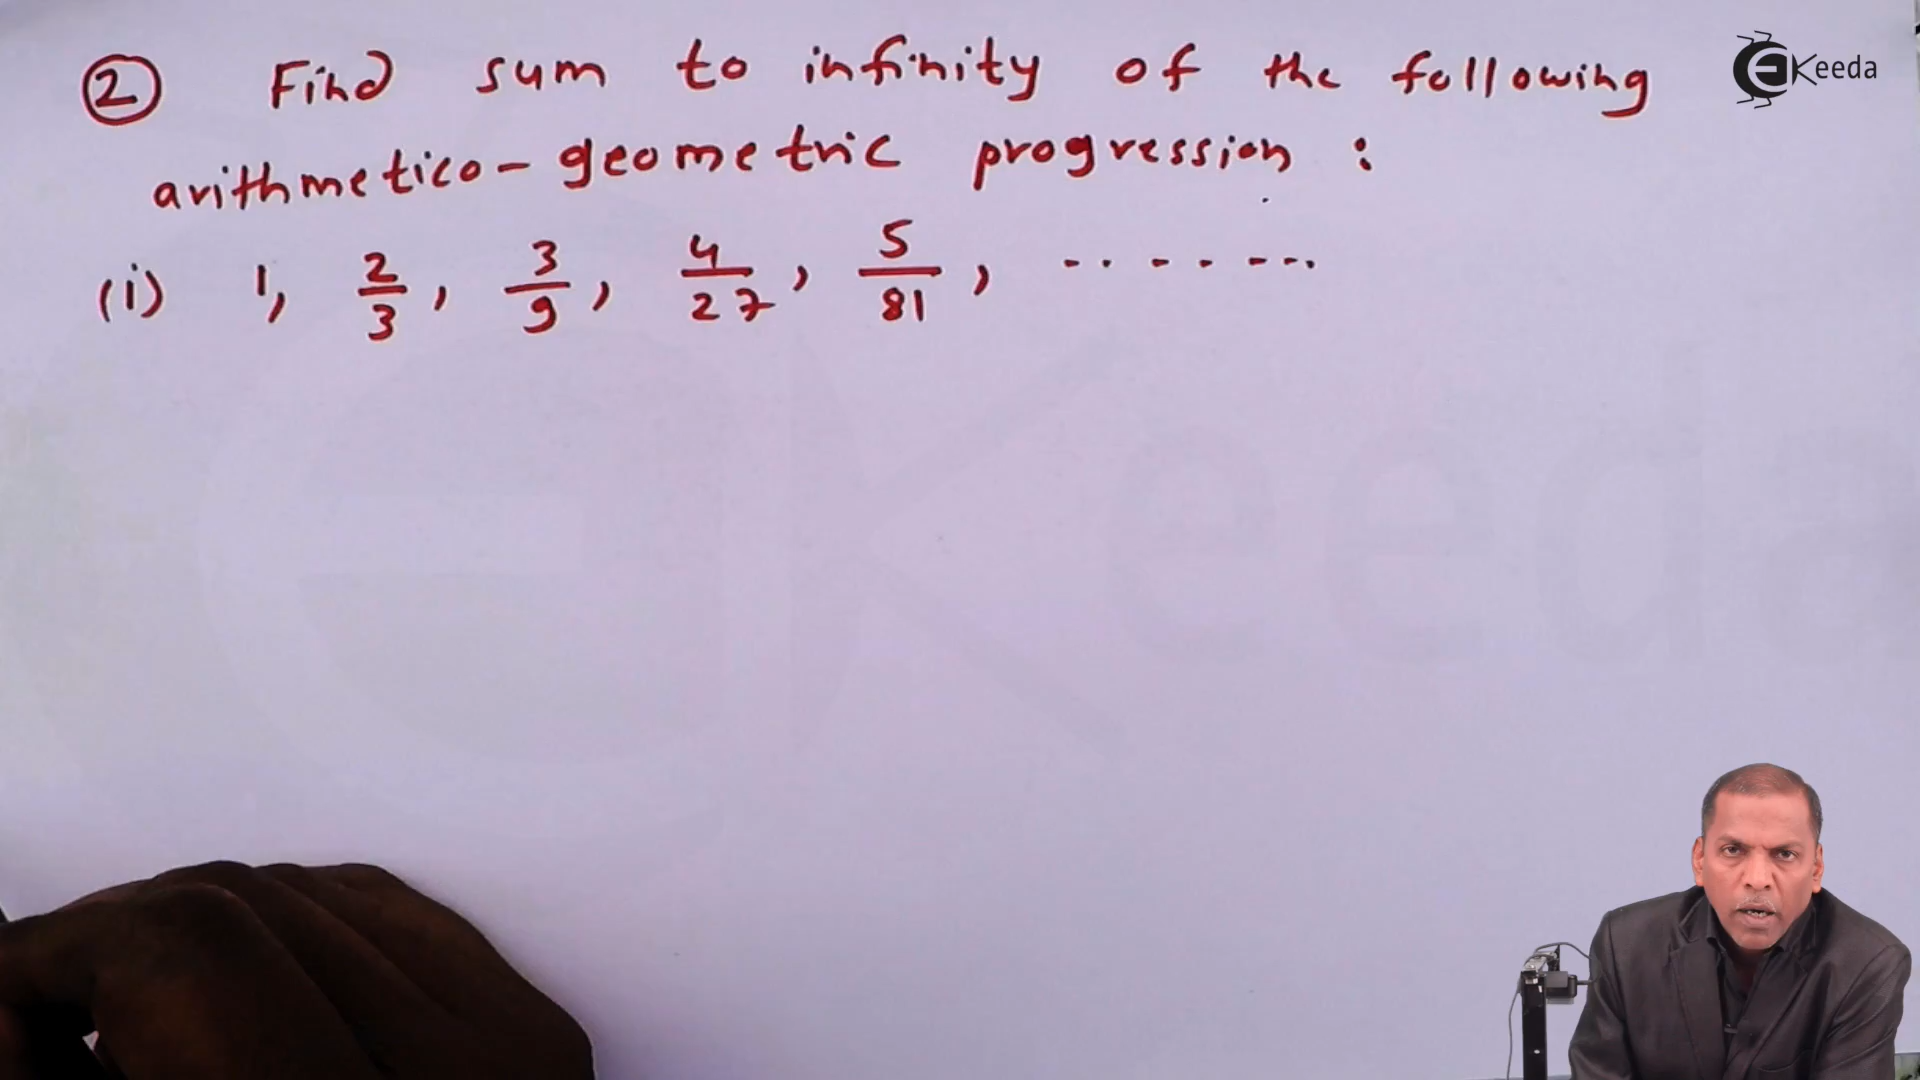 ② Find sum to infinity of the following
arithmetico-geometric progression :
(i) 1, 2/3, 3/9, 4/27, 5/81, .......
eKeeda